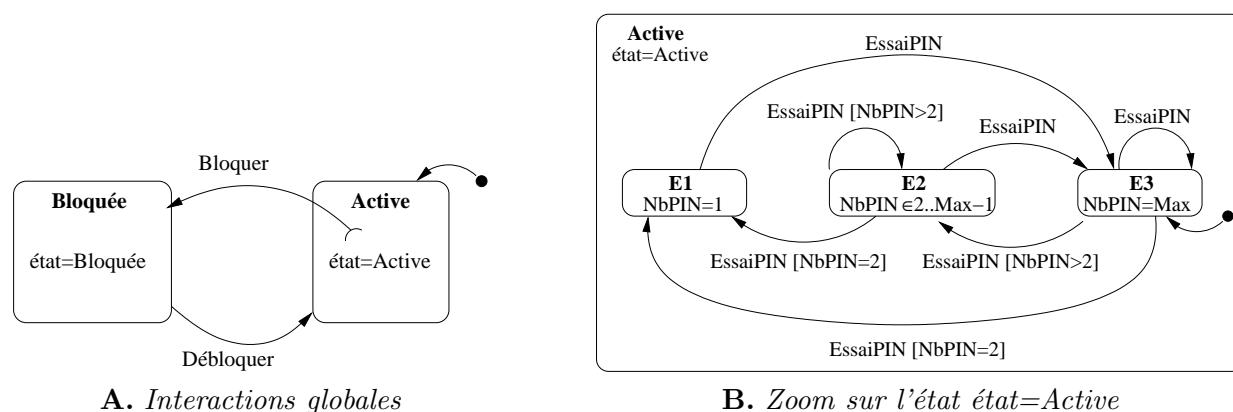 Bloquer
Bloquée
état=Bloquée
Active
état=Active
Débloquer
A. Interactions globales
Active
état=Active
EssaiPIN
EssaiPIN [NbPIN>2]
EssaiPIN
EssaiPIN
E1
NbPIN=1
E2
NbPIN ∈2..Max−1
E3
NbPIN=Max
EssaiPIN [NbPIN=2]
EssaiPIN [NbPIN>2]
EssaiPIN [NbPIN=2]
B. Zoom sur l'état état=Active